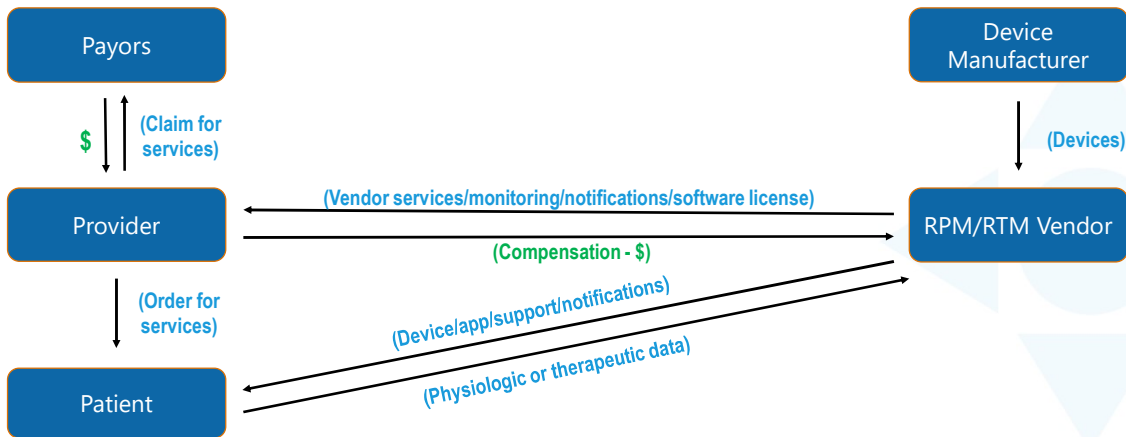 Payors
Device
Manufacturer
$
(Claim for
services)
(Devices)
(Vendor services/monitoring/notifications/software license)
Provider
RPM/RTM Vendor
(Compensation - $)
(Order for
services)
(Device/app/support/notifications)
(Physiologic or therapeutic data)
Patient